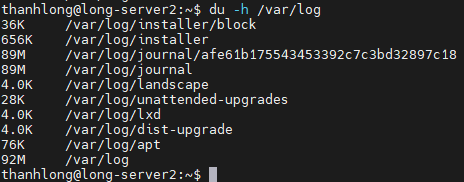 thanhlong@long-server2:~$ du -h /var/log
36K /var/log/installer/block
656K /var/log/installer
89M /var/log/journal/afe61b175543453392c7c3bd32897c18
89M /var/log/journal
4.0K /var/log/landscape
28K /var/log/unattended-upgrades
4.0K /var/log/lxd
4.0K /var/log/dist-upgrade
76K /var/log/apt
92M /var/log
thanhlong@long-server2:~$